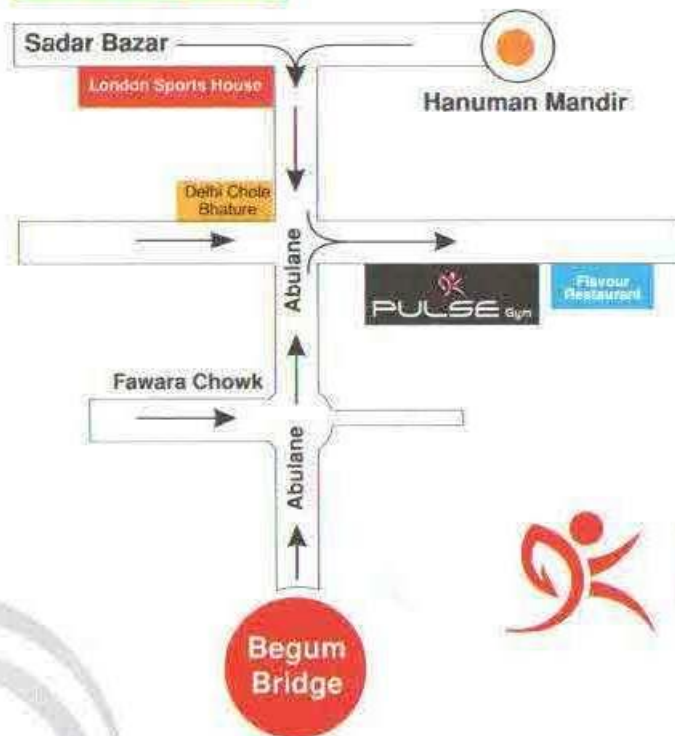 Sadar Bazar
London Sports House
Hanuman Mandir
Delhi Chole
Bhature
Abulane
PULSE Gym
Flavour
Restaurant
Fawara Chowk
Abulane
Begum
Bridge